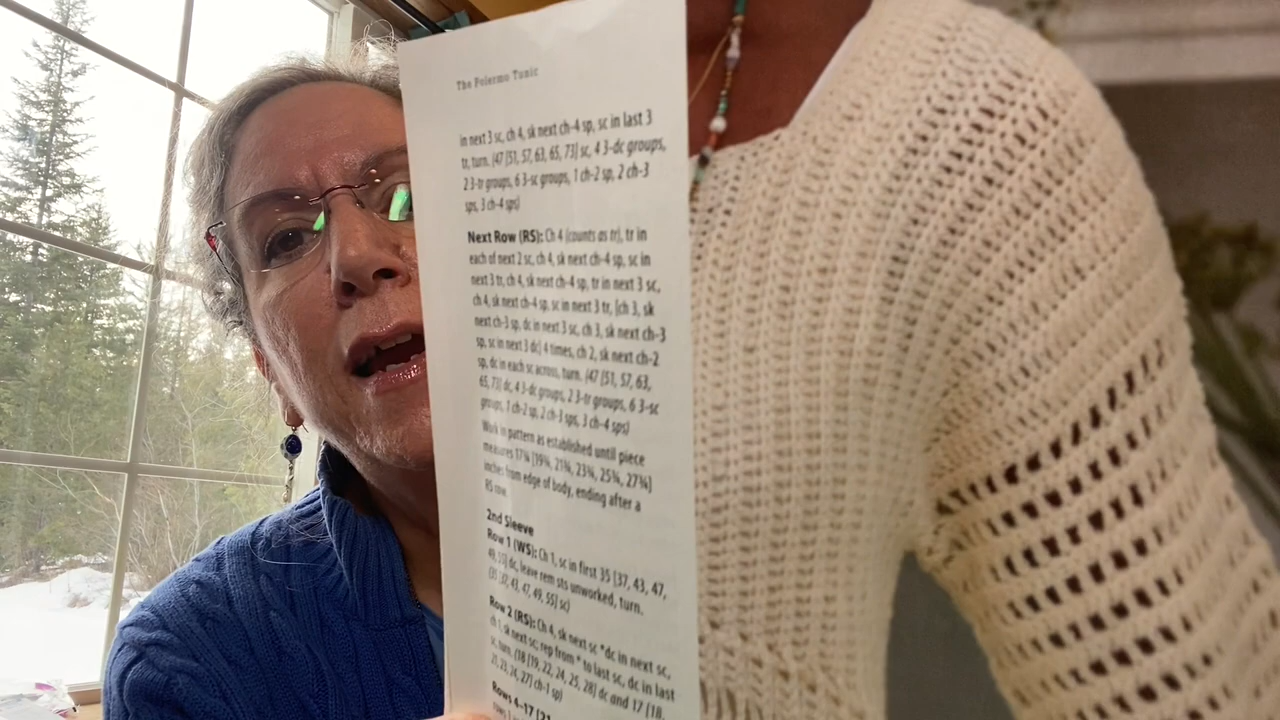 The Polermo Tunic
in next 3 sc, ch 4, sk next ch-4 sp, sc in last 3
tr, turn. (47 [51, 57, 63, 65, 73] sc, 4 3-dc groups,
2 3-tr groups, 6 3-sc groups, 1 ch-2 sp, 2 ch-3
sps, 3 ch-4 sps)
Next Row (RS): Ch 4 (counts as tr), tr in
each of next 2 sc, ch 4, sk next ch-4 sp, sc in
next 3 tr, ch 4, sk next ch-4 sp, tr in next 3 sc,
ch 4, sk next ch-4 sp, sc in next 3 tr, [ch 3, sk
next ch-3 sp, dc in next 3 sc, ch 3, sk next ch-3
sp, sc in next 3 dc] 4 times, ch 2, sk next ch-2
sp, dc in each sc across, turn. (47 [51, 57, 63,
65, 73] dc, 4 3-dc groups, 2 3-tr groups, 6 3-sc
groups, 1 ch-2 sp, 2 ch-3 sps, 3 ch-4 sps)
Work in pattern as established until piece
measures 17¾ [19¾, 21¾, 23¾, 25¾, 27¾]
inches from edge of body, ending after a
RS row.
2nd Sleeve
Row 1 (WS): Ch 1, sc in first 35 [37, 43, 47,
49, 55] dc, leave rem sts unworked, turn.
(35 [37, 43, 47, 49, 55] sc)
Row 2 (RS): Ch 4, sk next sc *dc in next sc,
ch 1, sk next sc; rep from * to last sc, dc in last
sc, turn. (18 [19, 22, 24, 25, 28] dc and 17 [18,
21, 23, 24, 27] ch-1 sp)
Rows 4-17 [21